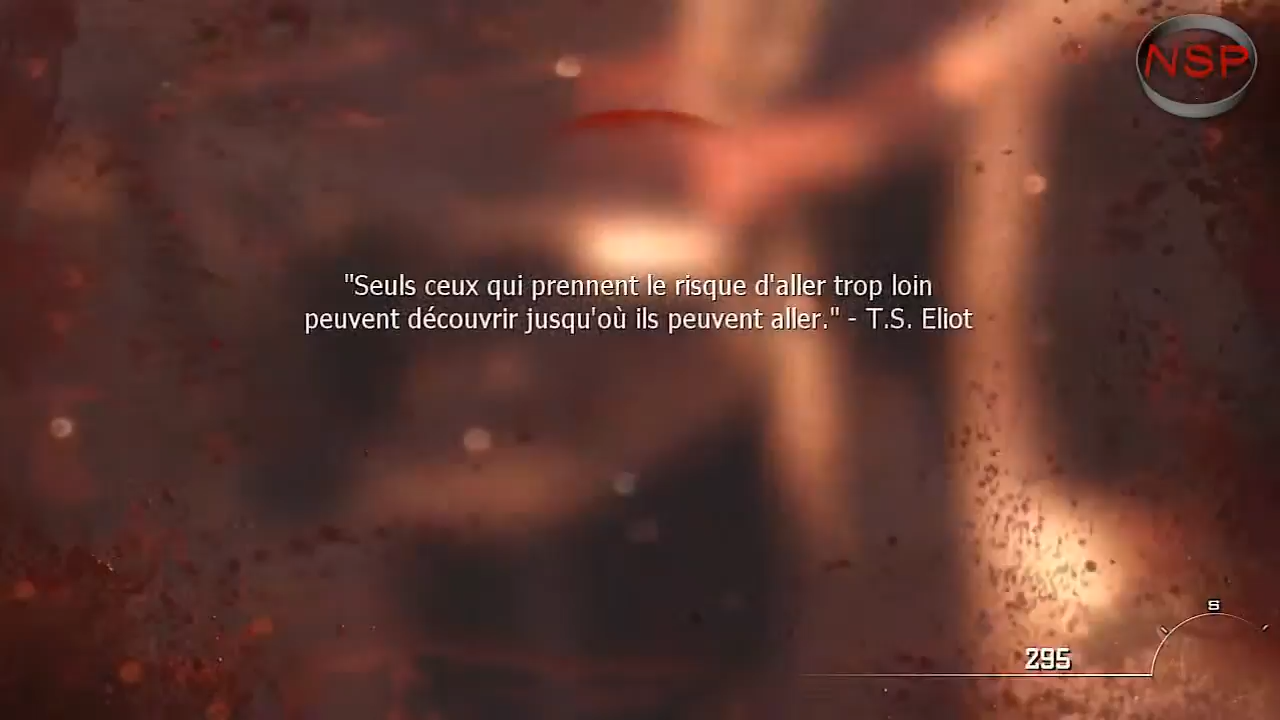 NSP
"Seuls ceux qui prennent le risque d'aller trop loin
peuvent découvrir jusqu'où ils peuvent aller." - T.S. Eliot
S
295